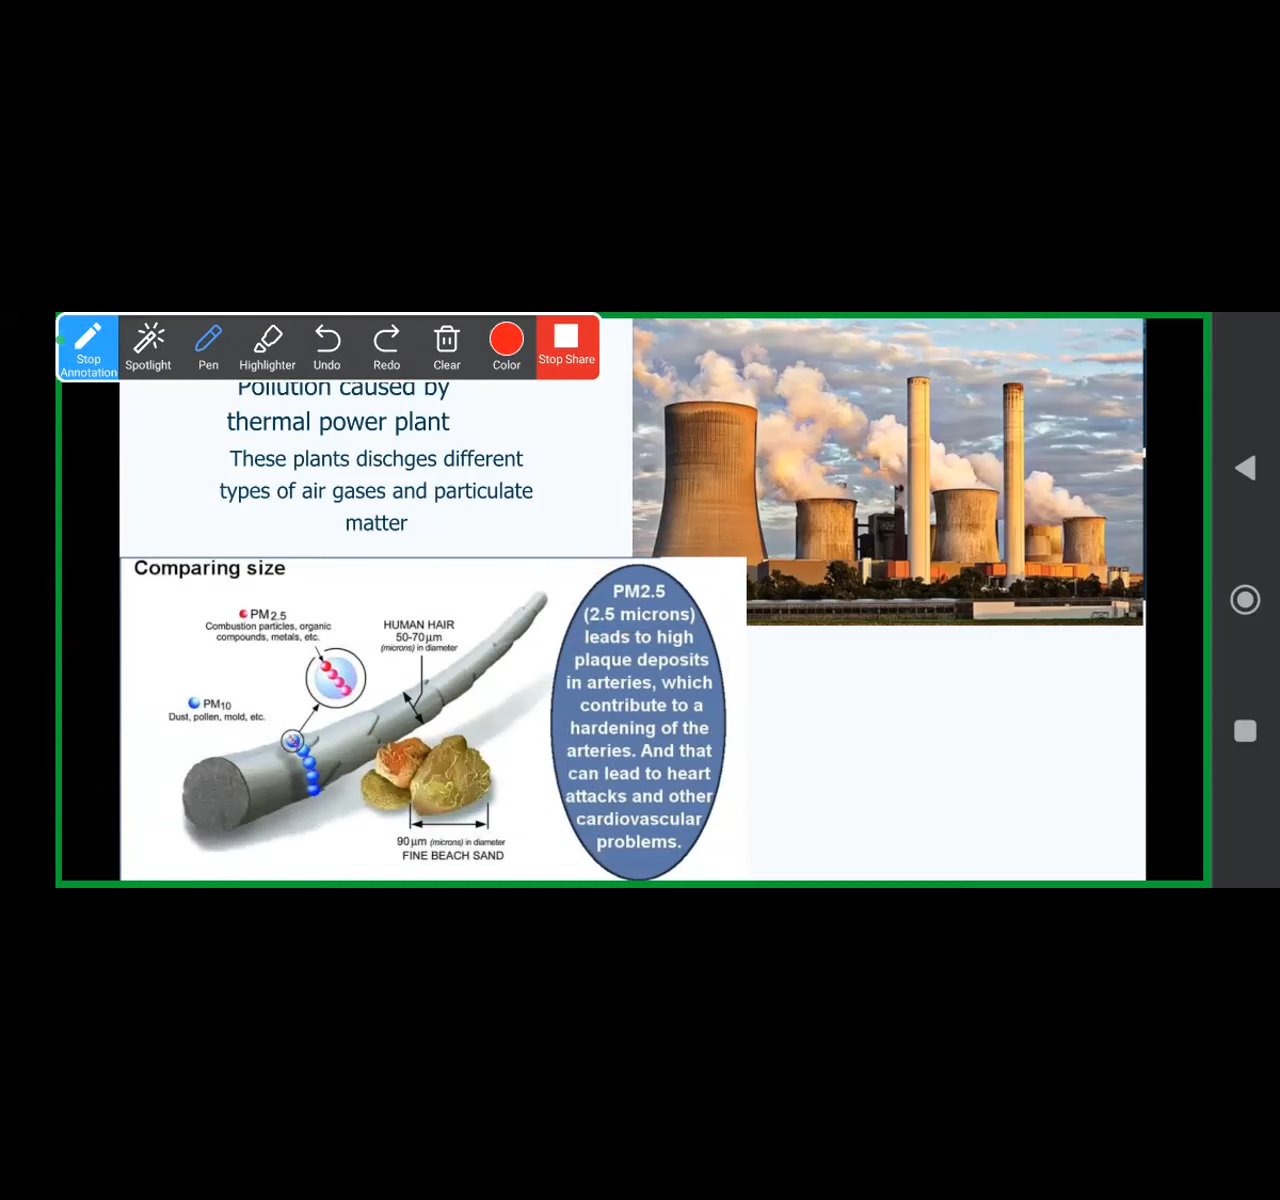 Stop
Annotation
Spotlight
Pen
Highlighter
Undo
Redo
Clear
Color
Stop Share
Pollution caused by
thermal power plant
These plants dischges different
types of air gases and particulate
matter
Comparing size
PM2.5
Combustion particles, organic
compounds, metals, etc.
HUMAN HAIR
50-70μm
(microns) in diameter
PM10
Dust, pollen, mold, etc.
90μm (microns) in diameter
FINE BEACH SAND
PM2.5
(2.5 microns)
leads to high
plaque deposits
in arteries, which
contribute to a
hardening of the
arteries. And that
can lead to heart
attacks and other
cardiovascular
problems.